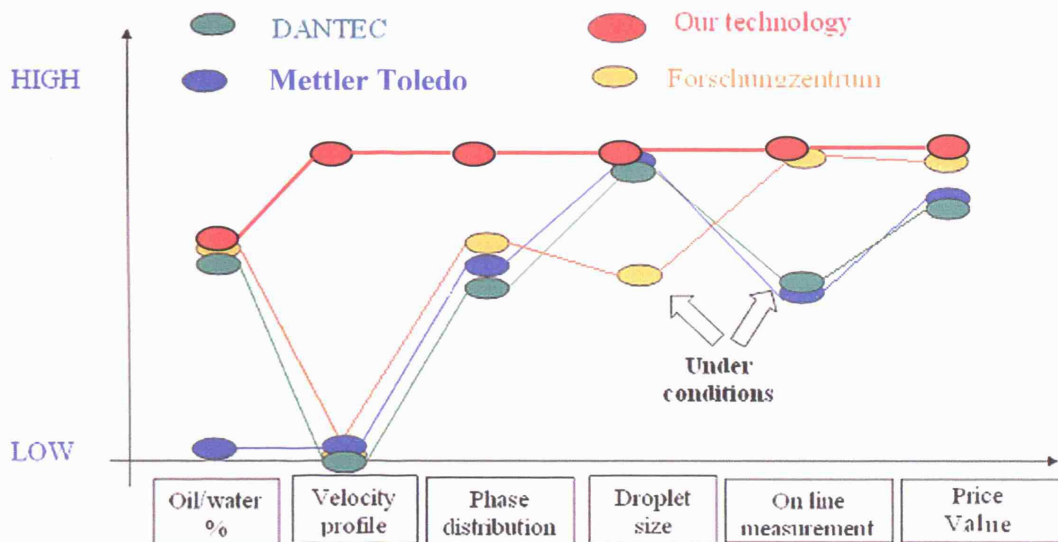 DANTEC
Our technology
HIGH
Mettler Toledo
Forschungzentrum
Under
conditions
LOW
Oil/water
%
Velocity
profile
Phase
distribution
Droplet
size
On line
measurement
Price
Value